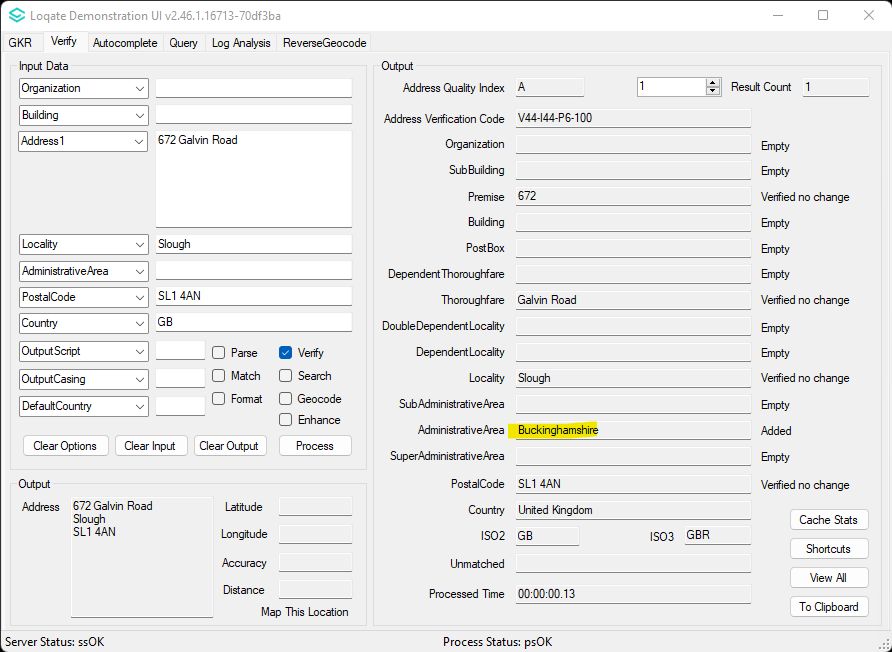 Loqate Demonstration UI v2.46.1.16713-70df3ba
GKR Verify Autocomplete Query Log Analysis ReverseGeocode
Input Data
Organization
Building
Address1 672 Galvin Road
Locality Slough
AdministrativeArea
PostalCode SL1 4AN
Country GB
OutputScript Parse Verify
Match Search
OutputCasing
Format Geocode
DefaultCountry
Enhance
Clear Options Clear Input Clear Output Process
Output
Address 672 Galvin Road
Slough
SL1 4AN
Latitude
Longitude
Accuracy
Distance
Map This Location
Output
Address Quality Index A 1 Result Count 1
Address Verification Code V44-I44-P6-100
Organization Empty
SubBuilding Empty
Premise 672 Verified no change
Building Empty
PostBox Empty
DependentThoroughfare Empty
Thoroughfare Galvin Road Verified no change
DoubleDependentLocality Empty
DependentLocality Empty
Locality Slough Verified no change
SubAdministrativeArea Empty
AdministrativeArea Buckinghamshire Added
SuperAdministrativeArea Empty
PostalCode SL1 4AN Verified no change
Country United Kingdom
ISO2 GB ISO3 GBR
Unmatched
Processed Time 00:00:00.13
Cache Stats
Shortcuts
View All
To Clipboard
Server Status: ssOK Process Status: psOK